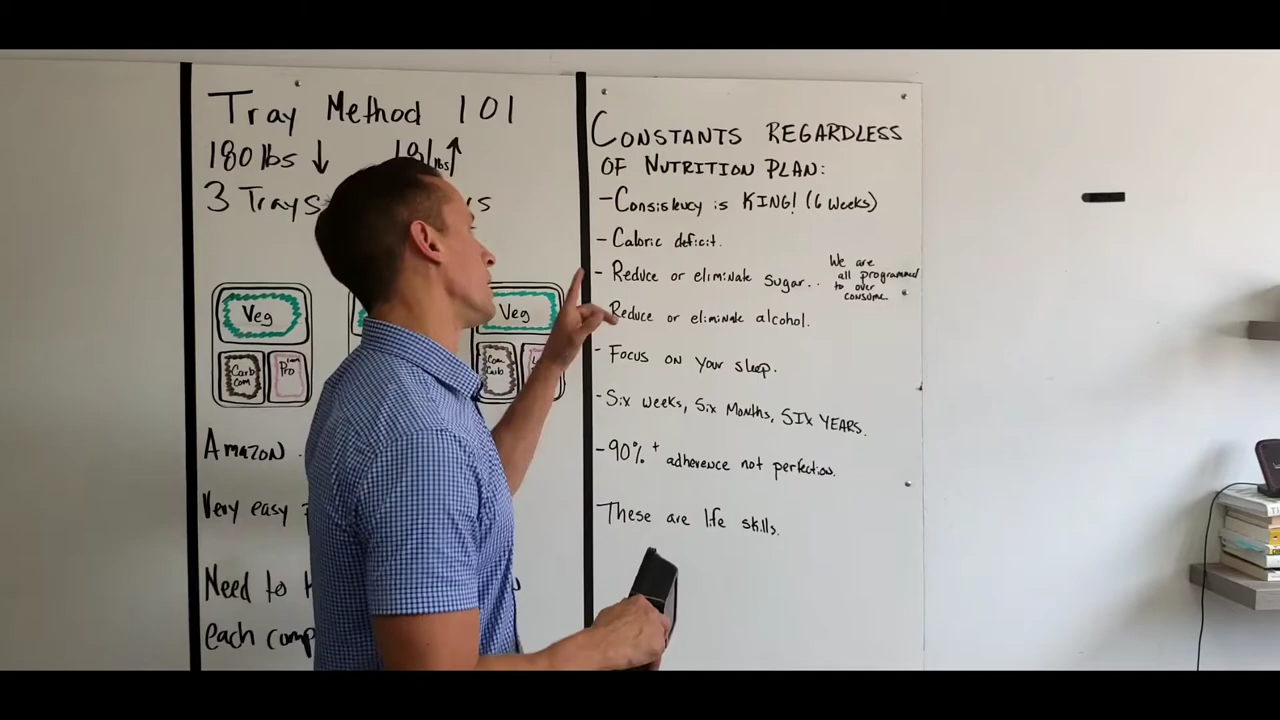 Tray Method 101
180 lbs ↓ 181 lbs ↑
3 Trays
Veg
Carb
Com
Pro
Veg
Com
Carb
Amazon.
Very easy
Need to
each comp
CONSTANTS REGARDLESS
OF NUTRITION PLAN:
- Consistency is KING! (6 weeks)
- Caloric deficit.
- Reduce or eliminate sugar..
We are
all programmed
to over
consume.
Reduce or eliminate alcohol.
- Focus on your sleep.
- Six weeks, Six Months, SIX YEARS.
- 90%+ adherence not perfection.
These are life skills.